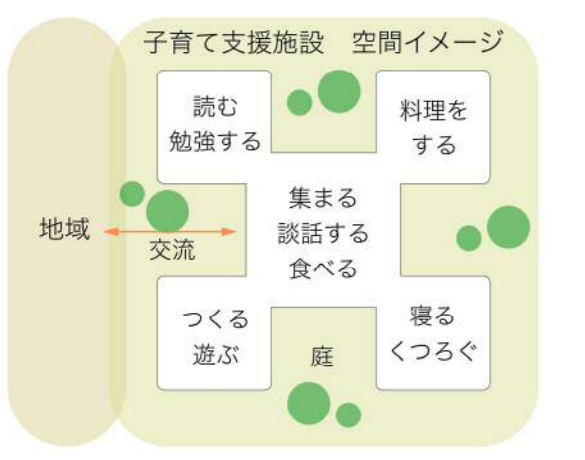 子育て支援施設　空間イメージ
読む
勉強する
料理を
する
集まる
談話する
食べる
地域
交流
つくる
遊ぶ
庭
寝る
くつろぐ